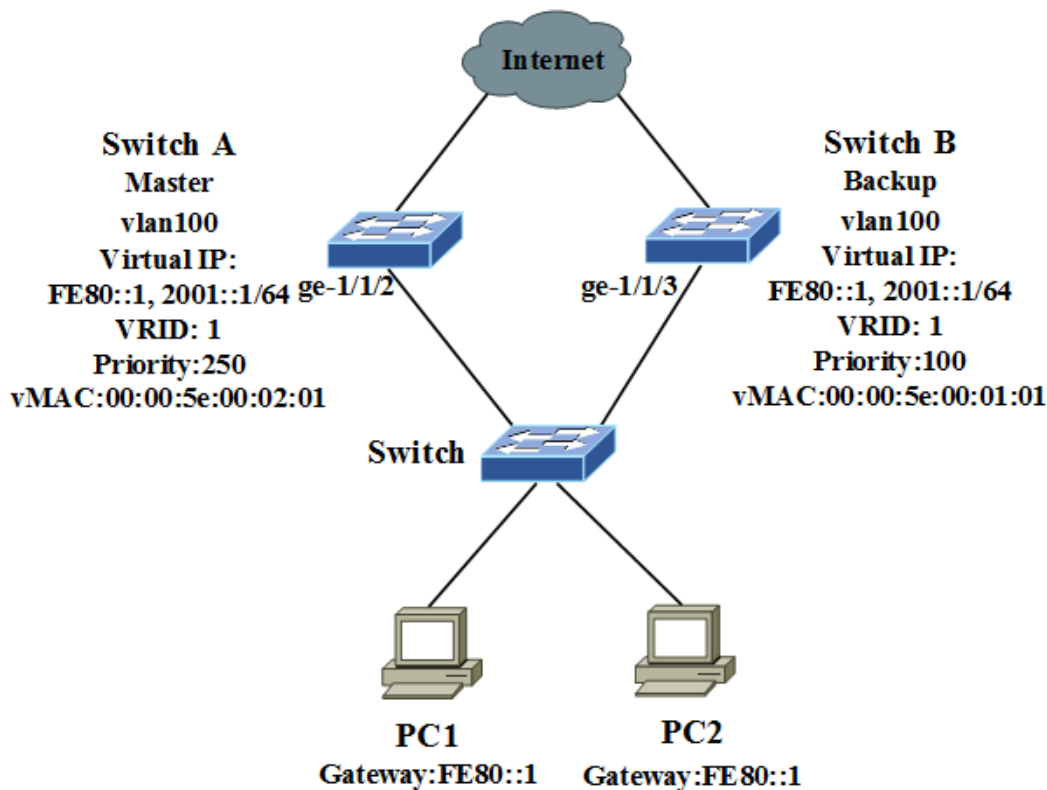 Internet
Switch A
Master
vlan100
Virtual IP:
FE80::1, 2001::1/64
VRID: 1
Priority:250
vMAC:00:00:5e:00:02:01
ge-1/1/2
ge-1/1/3
Switch B
Backup
vlan100
Virtual IP:
FE80::1, 2001::1/64
VRID: 1
Priority:100
vMAC:00:00:5e:00:01:01
Switch
PC1
Gateway:FE80::1
PC2
Gateway:FE80::1